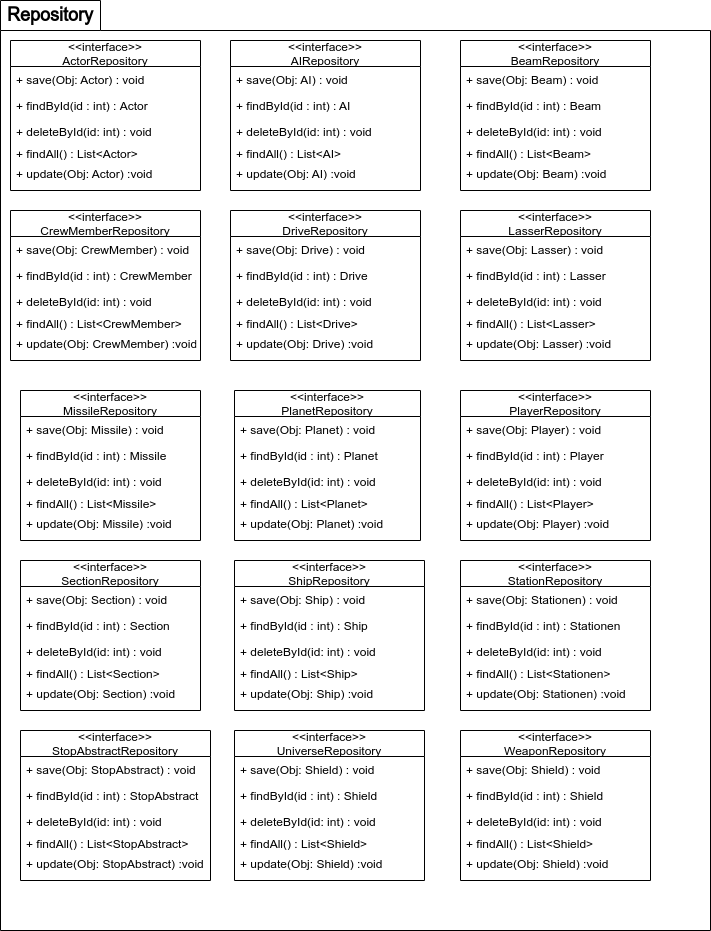 Repository
<<interface>>
ActorRepository
+ save(Obj: Actor) : void
+ findById(id : int) : Actor
+ deleteById(id: int) : void
+ findAll() : List<Actor>
+ update(Obj: Actor) :void
<<interface>>
AIRepository
+ save(Obj: AI) : void
+ findById(id : int) : AI
+ deleteById(id: int) : void
+ findAll() : List<AI>
+ update(Obj: AI) : void
<<interface>>
BeamRepository
+ save(Obj: Beam) : void
+ findById(id : int) : Beam
+ deleteById(id: int) : void
+ findAll() : List<Beam>
+ update(Obj: Beam) : void
<<interface>>
CrewMemberRepository
+ save(Obj: CrewMember) : void
+ findById(id : int) : CrewMember
+ deleteById(id: int) : void
+ findAll() : List<CrewMember>
+ update(Obj: CrewMember) :void
<<interface>>
DriveRepository
+ save(Obj: Drive) : void
+ findById(id : int) : Drive
+ deleteById(id: int) : void
+ findAll() : List<Drive>
+ update(Obj: Drive) :void
<<interface>>
LasserRepository
+ save(Obj: Lasser) : void
+ findById(id : int) : Lasser
+ deleteById(id: int) : void
+ findAll() : List<Lasser>
+ update(Obj: Lasser) :void
<<interface>>
MissileRepository
+ save(Obj: Missile) : void
+ findById(id : int) : Missile
+ deleteById(id: int) : void
+ findAll() : List<Missile>
+ update(Obj: Missile) :void
<<interface>>
PlanetRepository
+ save(Obj: Planet) : void
+ findById(id : int) : Planet
+ deleteById(id: int) : void
+ findAll() : List<Planet>
+ update(Obj: Planet) :void
<<interface>>
PlayerRepository
+ save(Obj: Player) : void
+ findById(id : int) : Player
+ deleteById(id: int) : void
+ findAll() : List<Player>
+ update(Obj: Player) :void
<<interface>>
SectionRepository
+ save(Obj: Section) : void
+ findById(id : int) : Section
+ deleteById(id: int) : void
+ findAll() : List<Section>
+ update(Obj: Section) :void
<<interface>>
ShipRepository
+ save(Obj: Ship) : void
+ findById(id : int) : Ship
+ deleteById(id: int) : void
+ findAll() : List<Ship>
+ update(Obj: Ship) :void
<<interface>>
StationRepository
+ save(Obj: Stationen) : void
+ findById(id : int) : Stationen
+ deleteById(id: int) : void
+ findAll() : List<Stationen>
+ update(Obj: Stationen) : void
<<interface>>
StopAbstractRepository
+ save(Obj: StopAbstract) : void
+ findById(id : int) : StopAbstract
+ deleteById(id: int) : void
+ findAll() : List<StopAbstract>
+ update(Obj: StopAbstract) :void
<<interface>>
UniverseRepository
+ save(Obj: Shield) : void
+ findById(id : int) : Shield
+ deleteById(id: int) : void
+ findAll() : List<Shield>
+ update(Obj: Shield) :void
<<interface>>
WeaponRepository
+ save(Obj: Shield) : void
+ findById(id : int) : Shield
+ deleteById(id: int) : void
+ findAll() : List<Shield>
+ update(Obj: Shield) :void